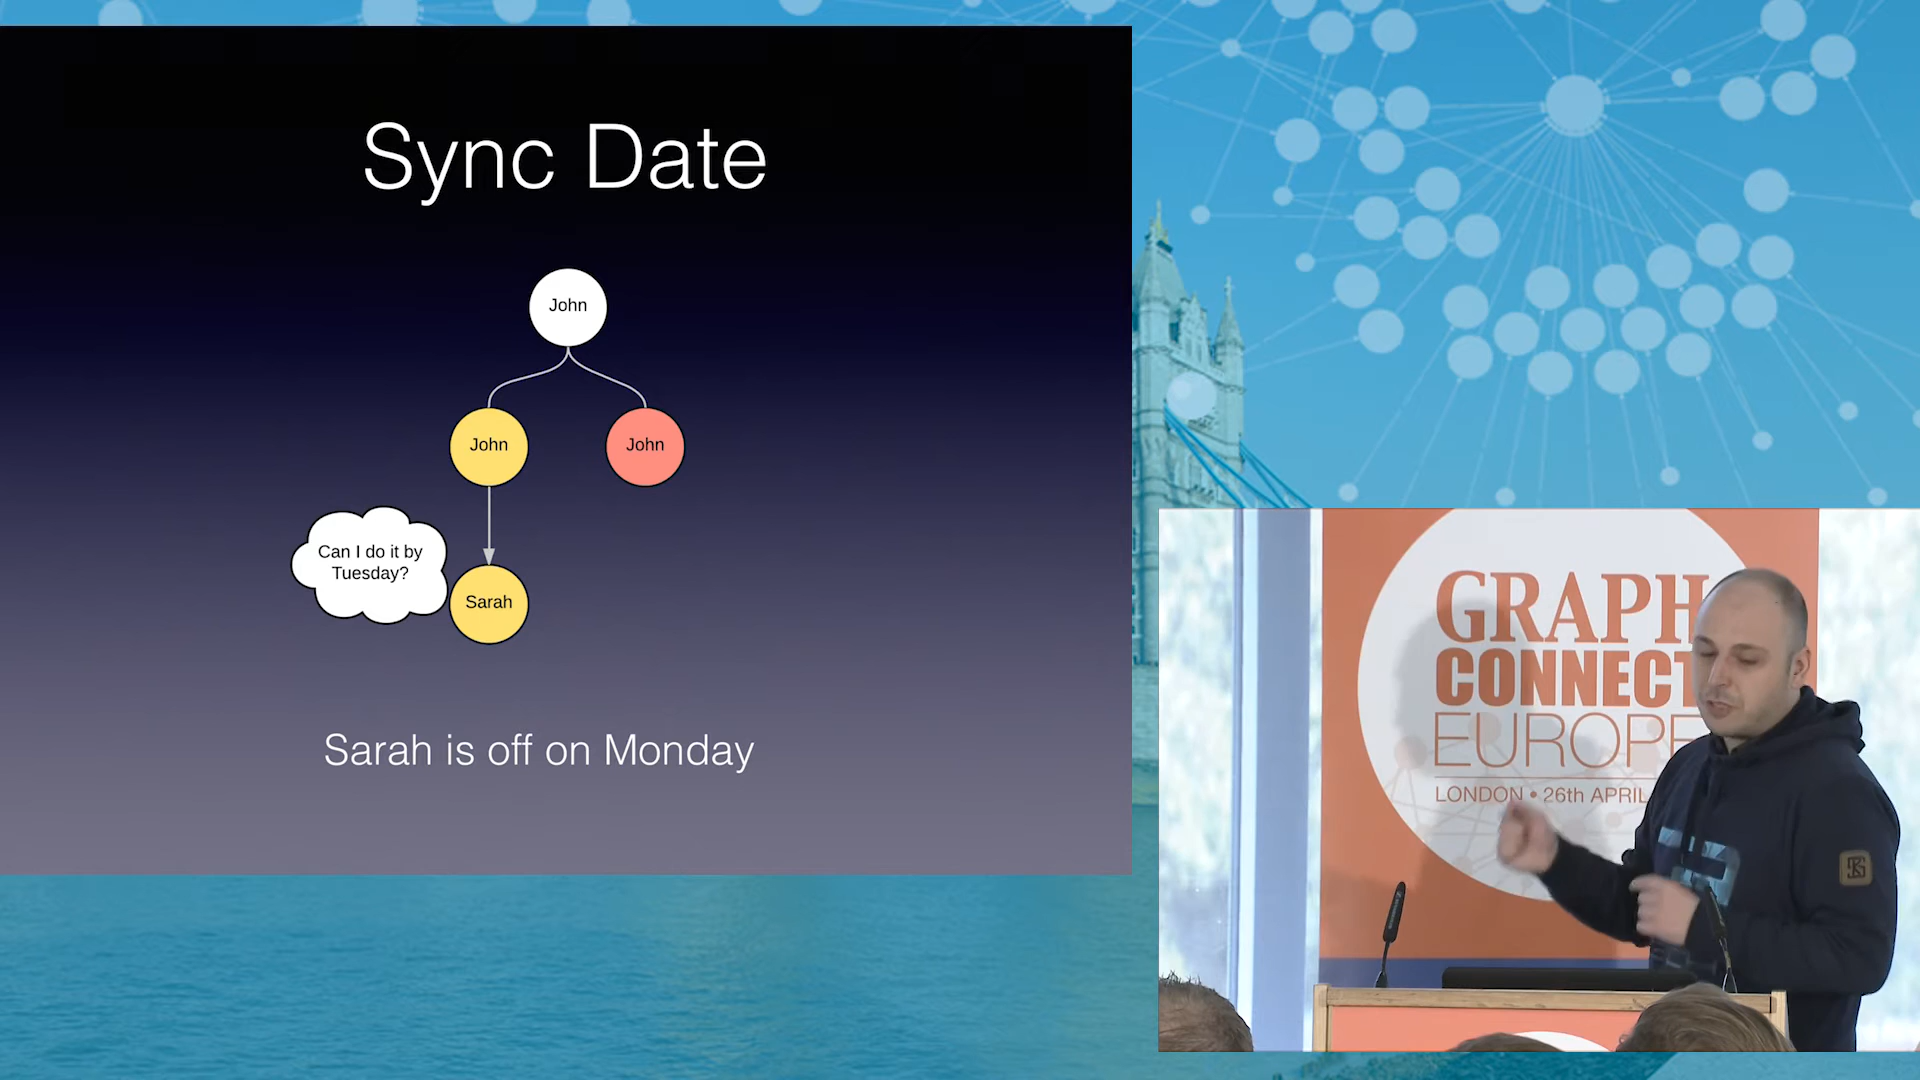 Sync Date
John
John
John
Can I do it by
Tuesday?
Sarah
Sarah is off on Monday
GRAPH
CONNECT
EUROPE
LONDON • 26th APRIL